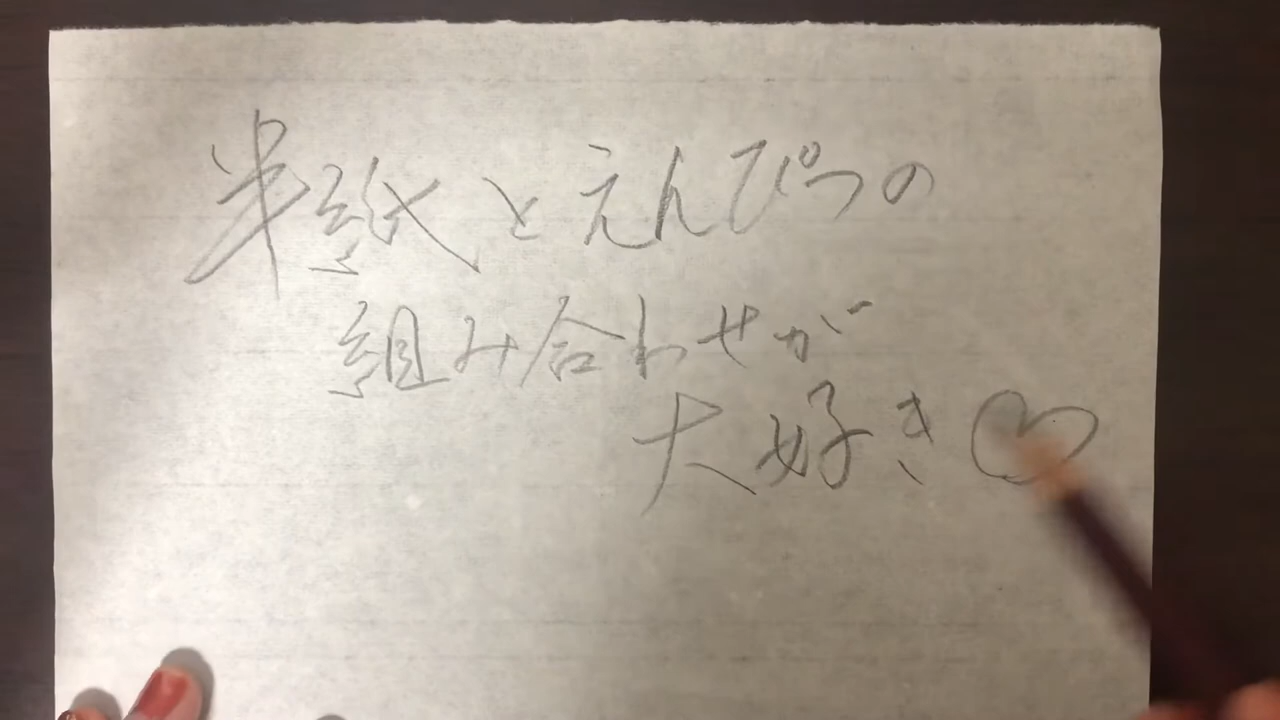 半紙とえんぴつの
組み合わせが
大好き♡